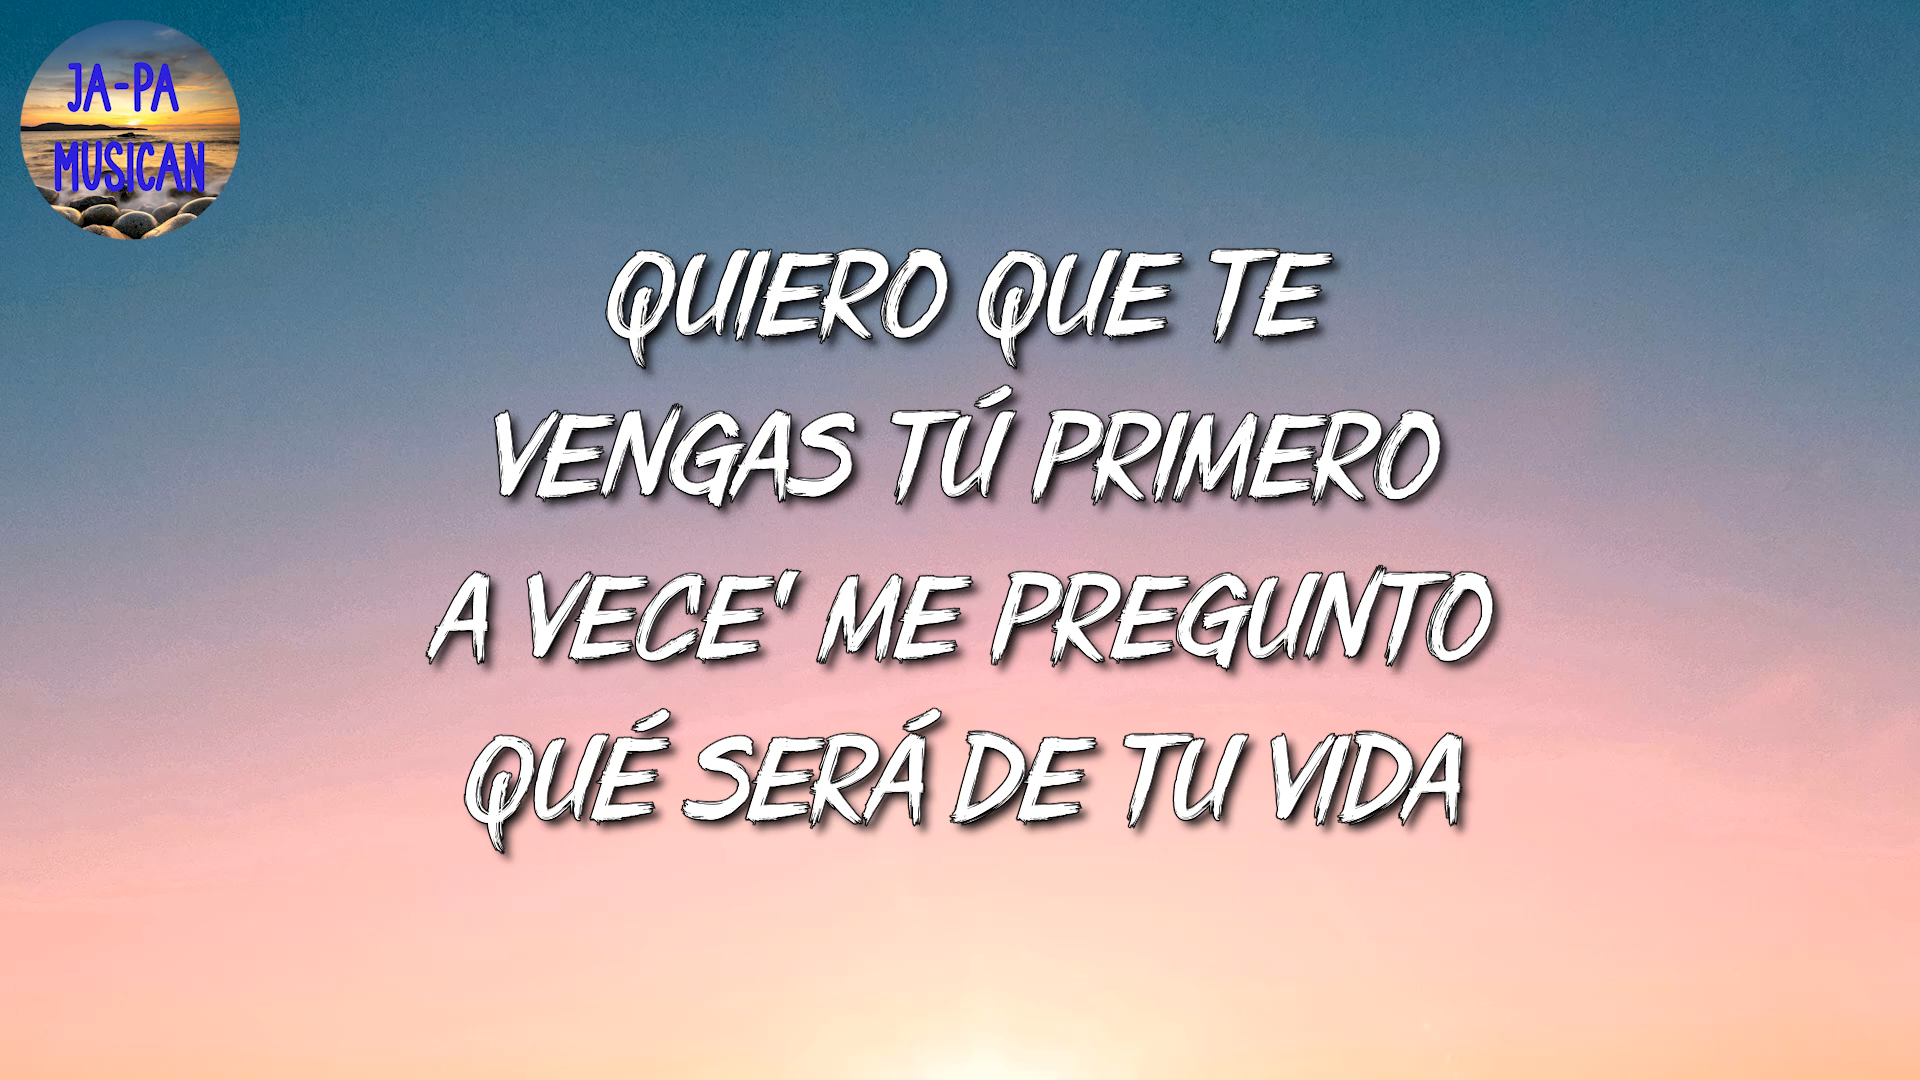 JA-PA
MUSICAN
QUIERO QUE TE
VENGAS TÚ PRIMERO
A VECE' ME PREGUNTO
QUÉ SERÁ DE TU VIDA